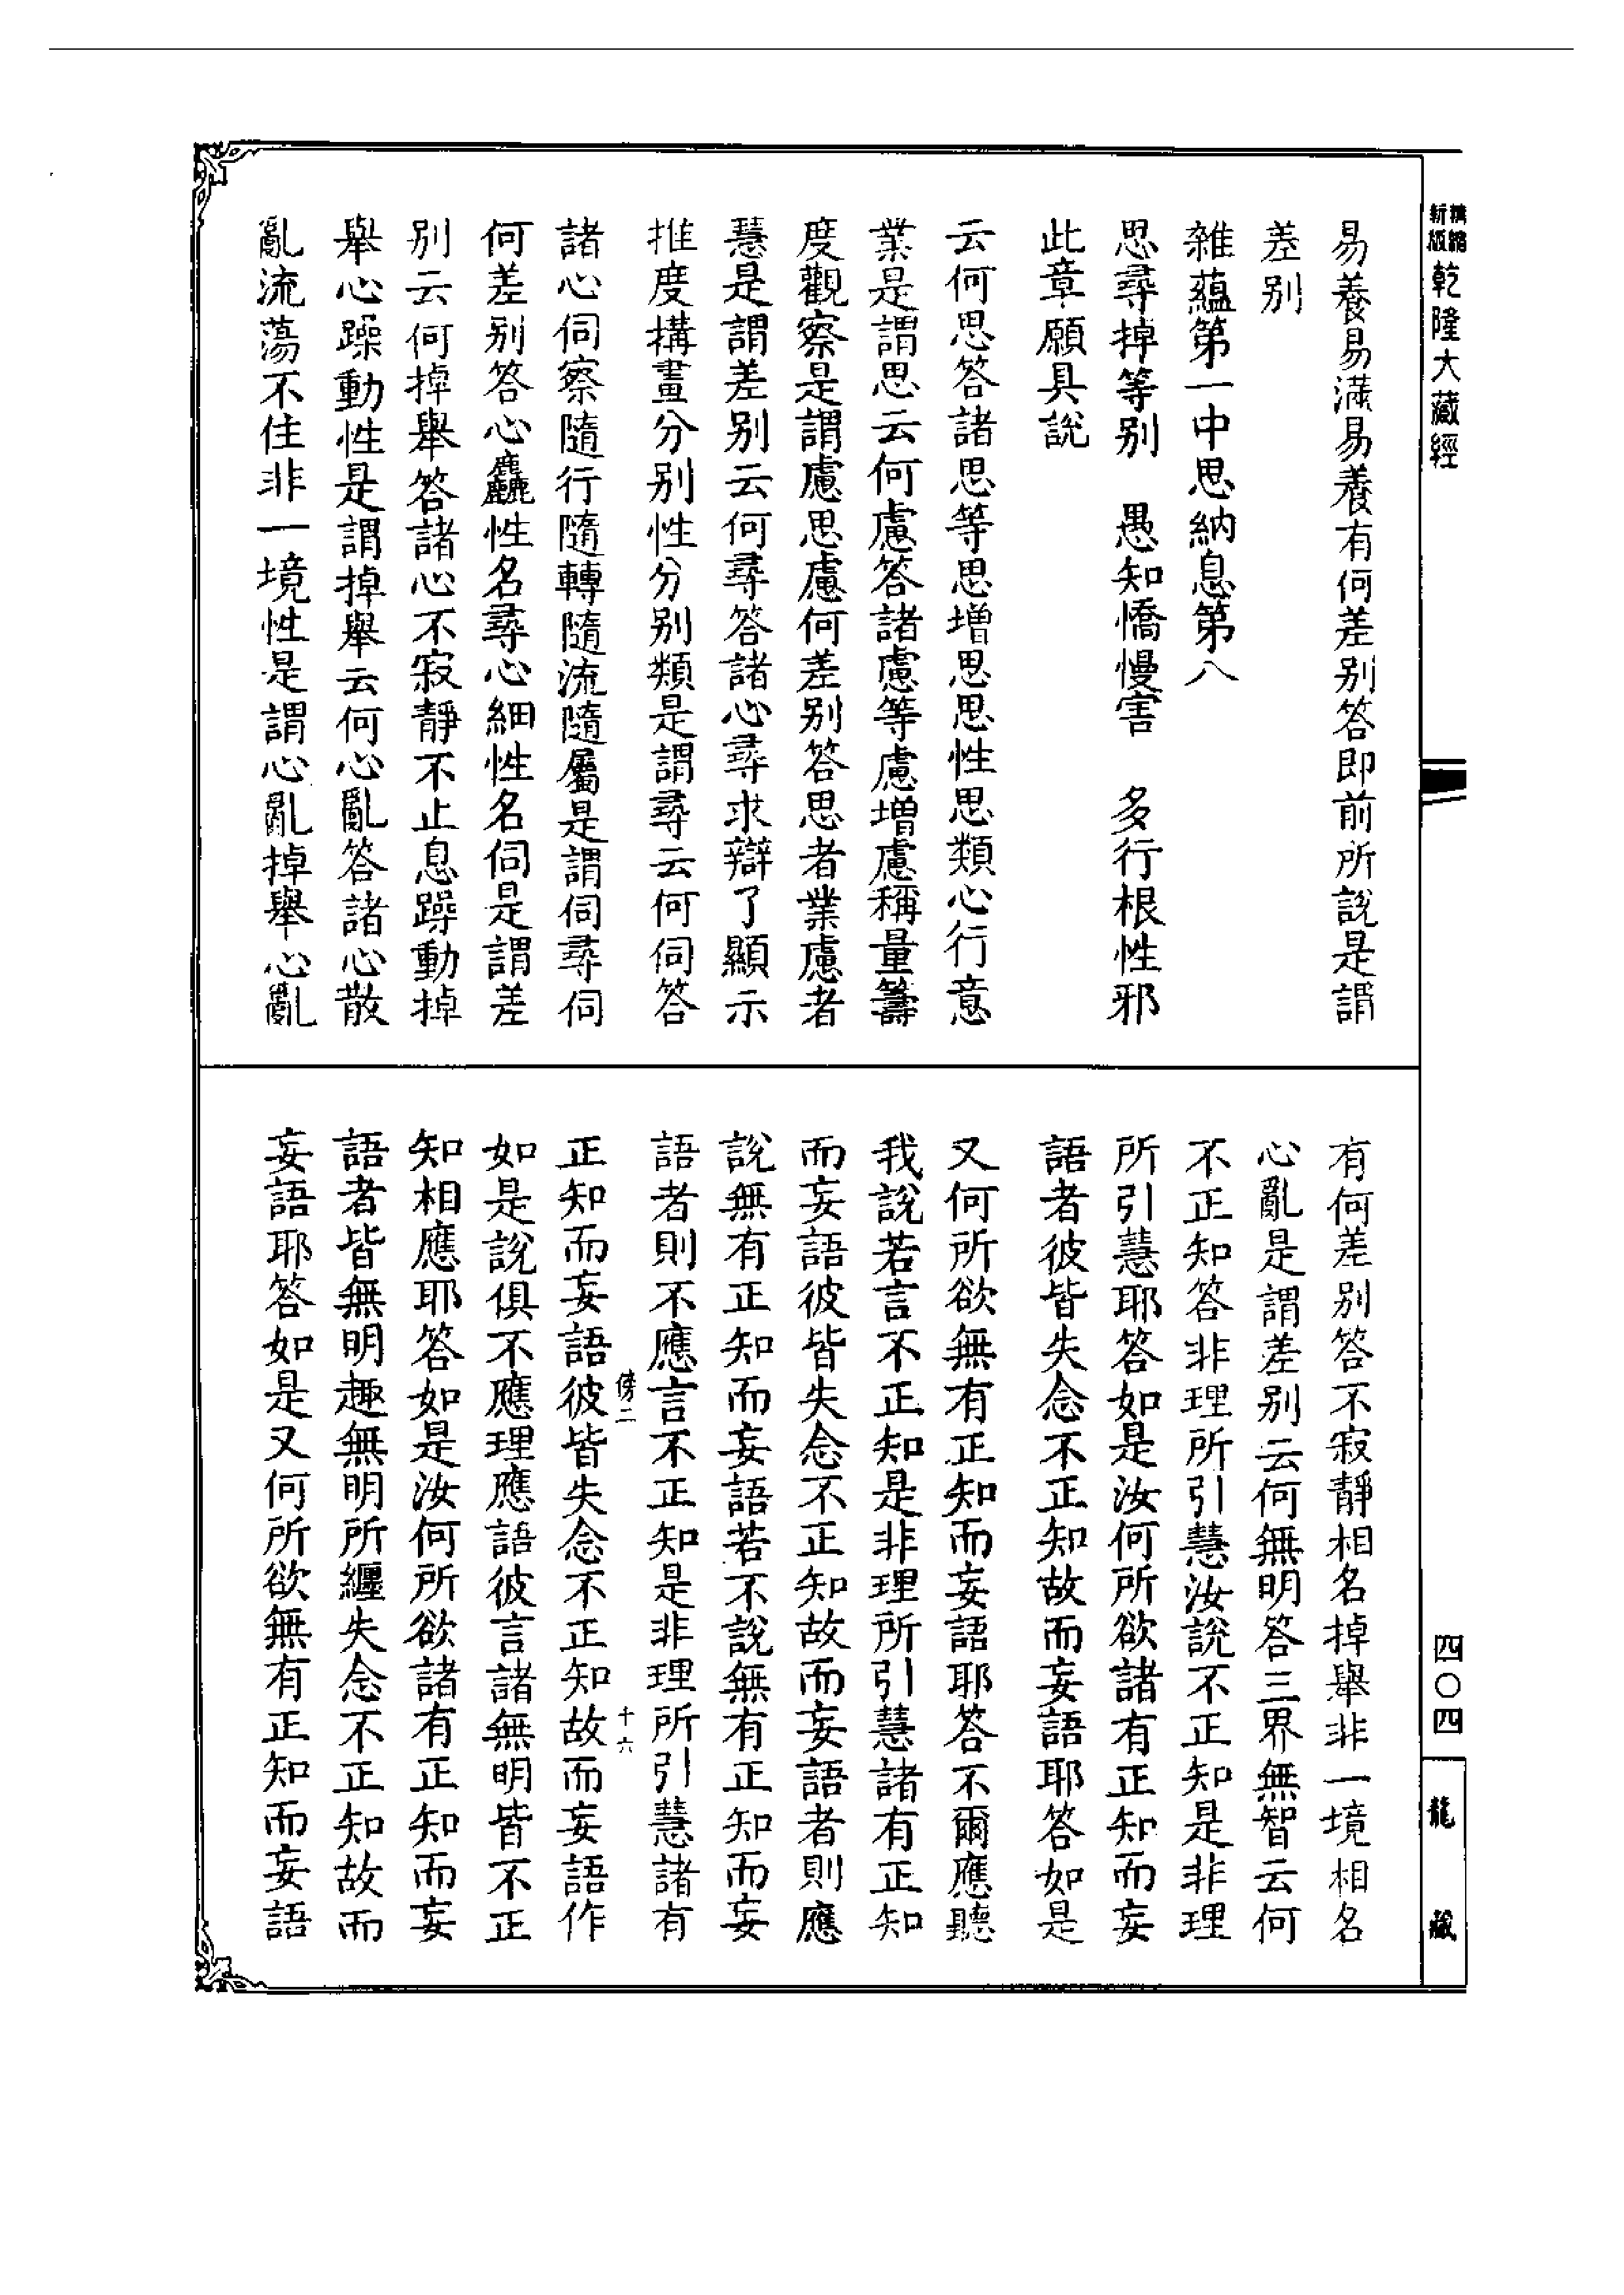 精縮新版乾隆大藏經
易養易滿易養有何差別答即前所說是謂
差別
雜蘊第一中思納息第八
思尋掉等別　愚知憍慢害　多行根性邪
此章願具說
云何思答諸思等思增思思性思類心行意
業是謂思云何慮答諸慮等慮增慮稱量籌
度觀察是謂慮思慮何差別答思者業慮者
慧是謂差別云何尋答諸心尋求辯了顯示
推度搆畫分別性分別類是謂尋云何伺答
諸心伺察隨行隨轉隨流隨屬是謂伺尋伺
何差別答心麤性名尋心細性名伺是謂差
別云何掉舉答諸心不寂靜不止息躁動掉
舉心躁動性是謂掉舉云何心亂答諸心散
亂流蕩不住非一境性是謂心亂掉舉心亂
有何差別答不寂靜相名掉舉非一境相名
心亂是謂差別云何無明答三界無智云何
不正知答非理所引慧汝說不正知是非理
所引慧耶答如是汝何所欲諸有正知而妄
語者彼皆失念不正知故而妄語耶答如是
又何所欲無有正知而妄語耶答不爾應聽
我說若言不正知是非理所引慧諸有正知
而妄語彼皆失念不正知故而妄語者則應
說無有正知而妄語若不說無有正知而妄
語者則不應言不正知是非理所引慧諸有
傍二
十六
正知而妄語彼皆失念不正知故而妄語作
如是說俱不應理應語彼言諸無明皆不正
知相應耶答如是汝何所欲諸有正知而妄
語者皆無明趣無明所纏失念不正知故而
妄語耶答如是又何所欲無有正知而妄語
四〇四
龍藏